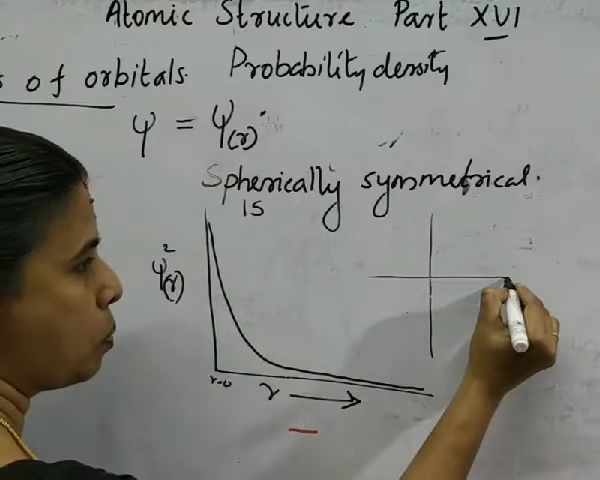 Atomic Structure Part XVI
s of orbitals. Probability density
ψ = ψ(r)
Spherically symmetrical.
1S
ψ²(r)
r=0
r